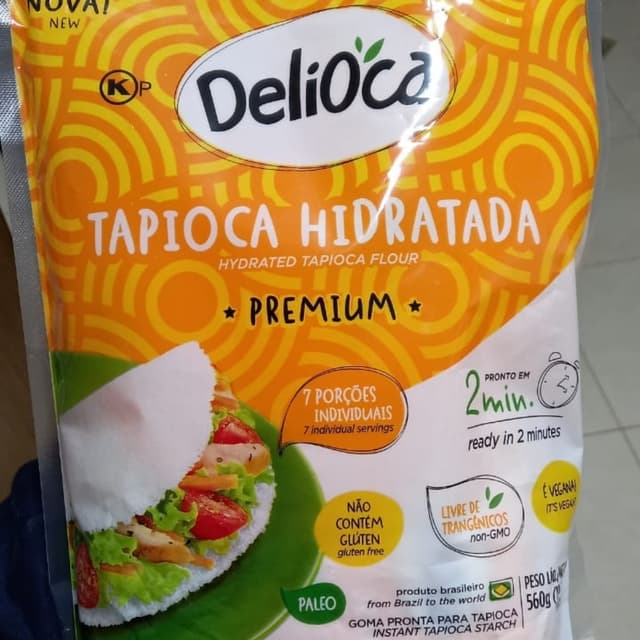 NOVA!
NEW
K P
DeliOca
TAPIOCA HIDRATADA
HYDRATED TAPIOCA FLOUR
★ PREMIUM ★
7 PORÇÕES
INDIVIDUAIS
7 individual servings
PRONTO EM
2min.
ready in 2 minutes
NÃO
CONTÉM
GLÚTEN
gluten free
LIVRE DE
TRANGÊNICOS
non-GMO
É VEGANA!
IT'S VEGAN
PALEO
produto brasileiro
from Brazil to the world
GOMA PRONTA PARA TAPIOCA
INSTANT TAPIOCA STARCH
PESO
560g